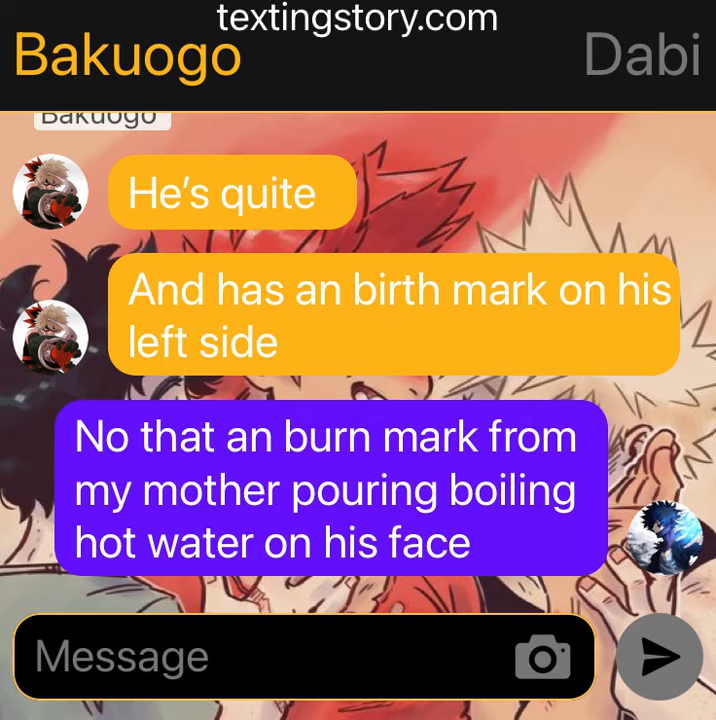 textingstory.com
Bakuogo
Dabi
Bakuogo
He's quite
And has an birth mark on his
left side
No that an burn mark from
my mother pouring boiling
hot water on his face
Message